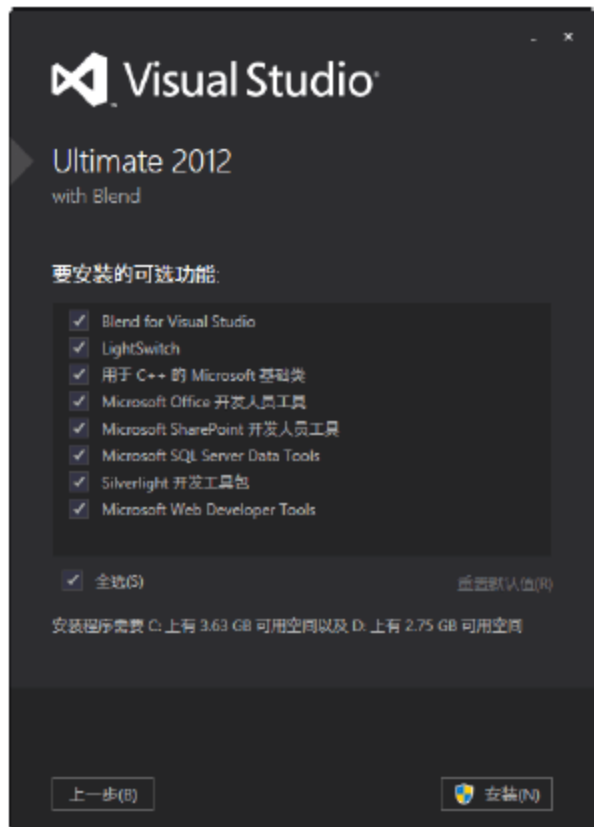 Visual Studio
Ultimate 2012
with Blend
要安装的可选功能:
Blend for Visual Studio
LightSwitch
用于 C++ 的 Microsoft 基础类
Microsoft Office 开发人员工具
Microsoft SharePoint 开发人员工具
Microsoft SQL Server Data Tools
Silverlight 开发工具包
Microsoft Web Developer Tools
全选(S) 重置默认值(R)
安装程序需要 C: 上有 3.63 GB 可用空间以及 D: 上有 2.75 GB 可用空间
上一步(B) 安装(N)